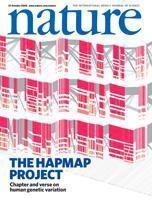 nature
THE HAPMAP
PROJECT
Chapter and verse on
human genetic variation